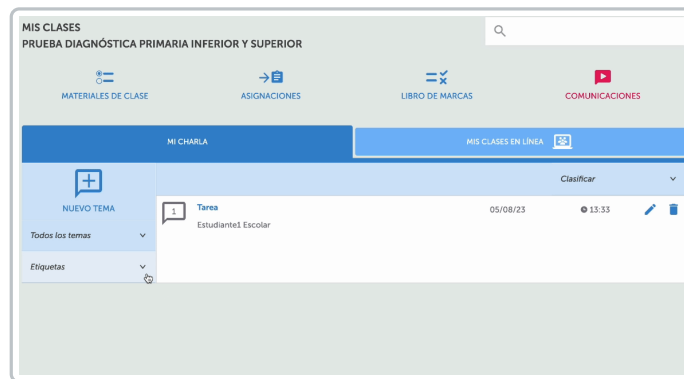 MIS CLASES
PRUEBA DIAGNÓSTICA PRIMARIA INFERIOR Y SUPERIOR
MATERIALES DE CLASE
ASIGNACIONES
LIBRO DE MARCAS
COMUNICACIONES
MI CHARLA
MIS CLASES EN LÍNEA
NUEVO TEMA
Clasificar
1 Tarea 05/08/23 13:33
Estudiante1 Escolar
Todos los temas
Etiquetas